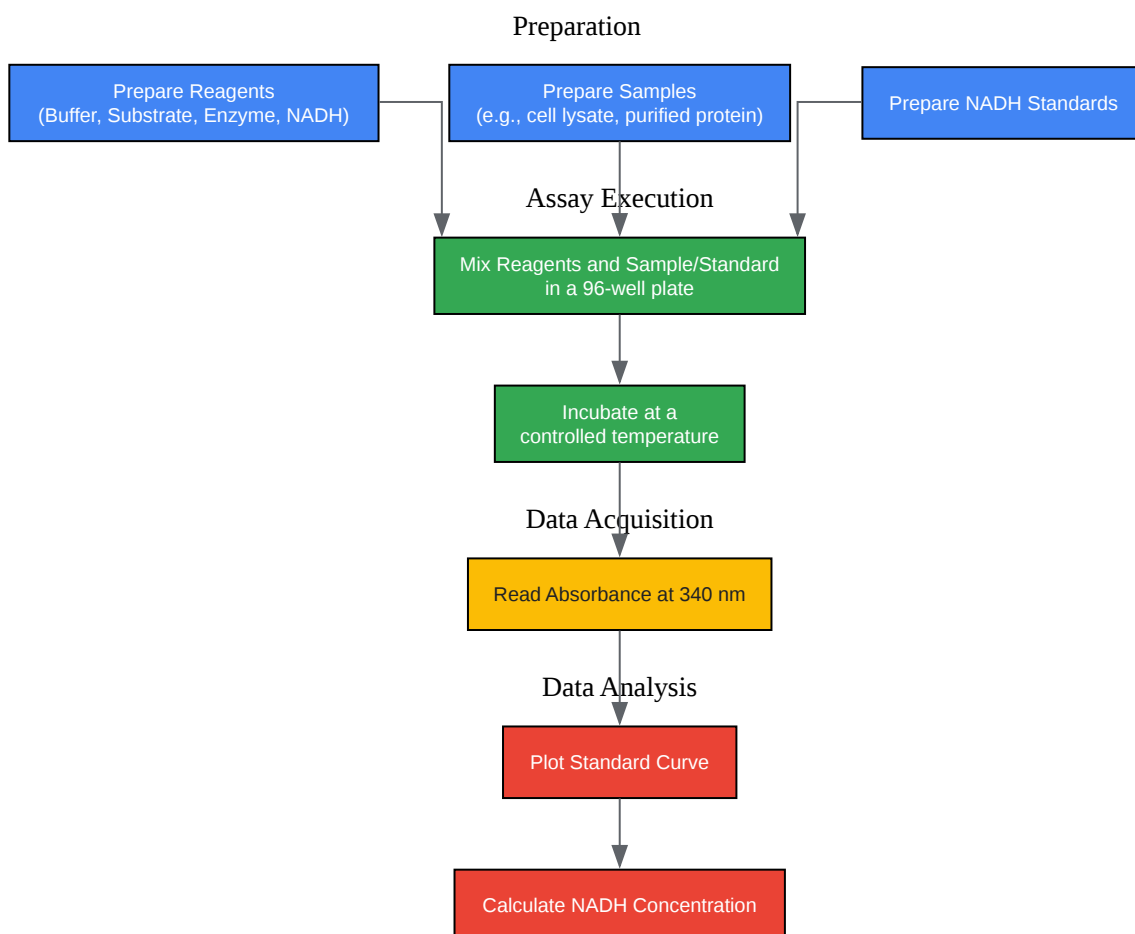 Preparation
Prepare Reagents
(Buffer, Substrate, Enzyme, NADH)
Prepare Samples
(e.g., cell lysate, purified protein)
Prepare NADH Standards
Assay Execution
Mix Reagents and Sample/Standard
in a 96-well plate
Incubate at a
controlled temperature
Data Acquisition
Read Absorbance at 340 nm
Data Analysis
Plot Standard Curve
Calculate NADH Concentration